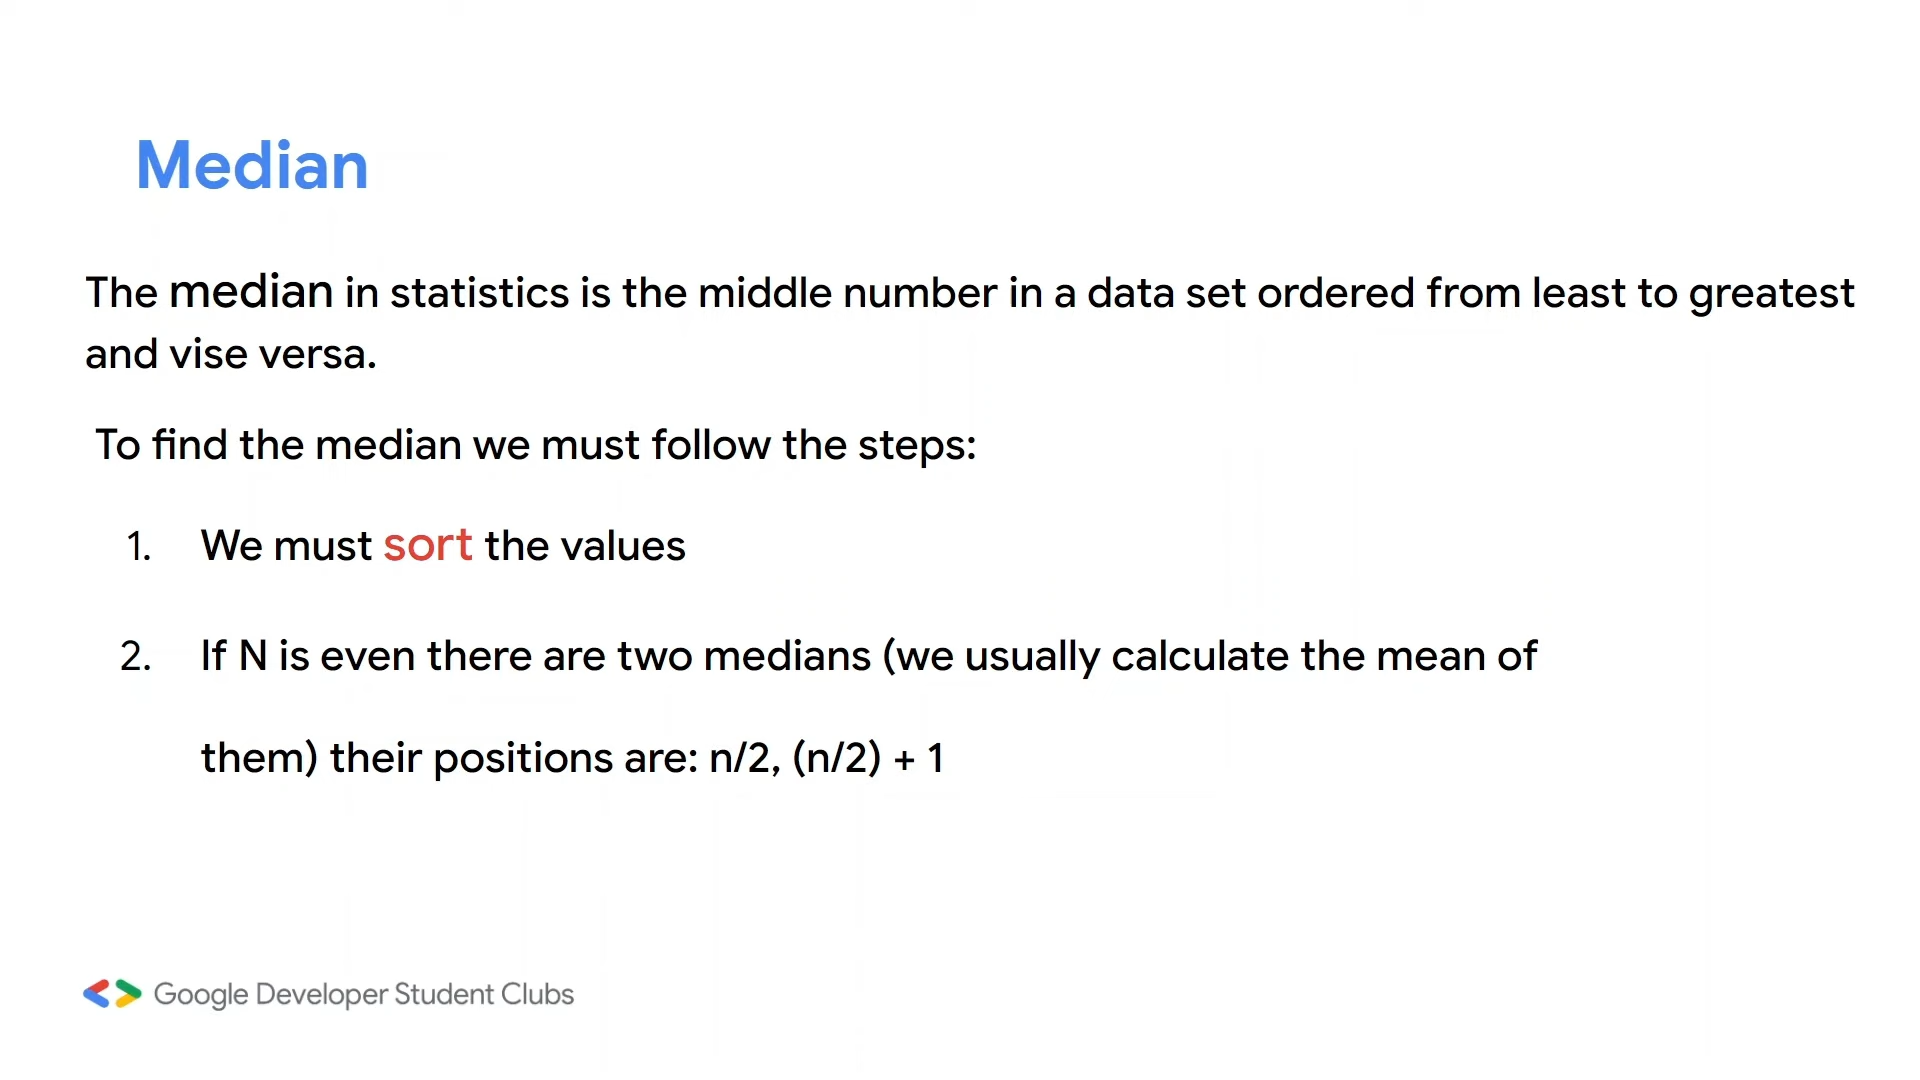 Median
The median in statistics is the middle number in a data set ordered from least to greatest
and vise versa.
To find the median we must follow the steps:
1. We must sort the values
2. If N is even there are two medians (we usually calculate the mean of
them) their positions are: n/2, (n/2) + 1
Google Developer Student Clubs